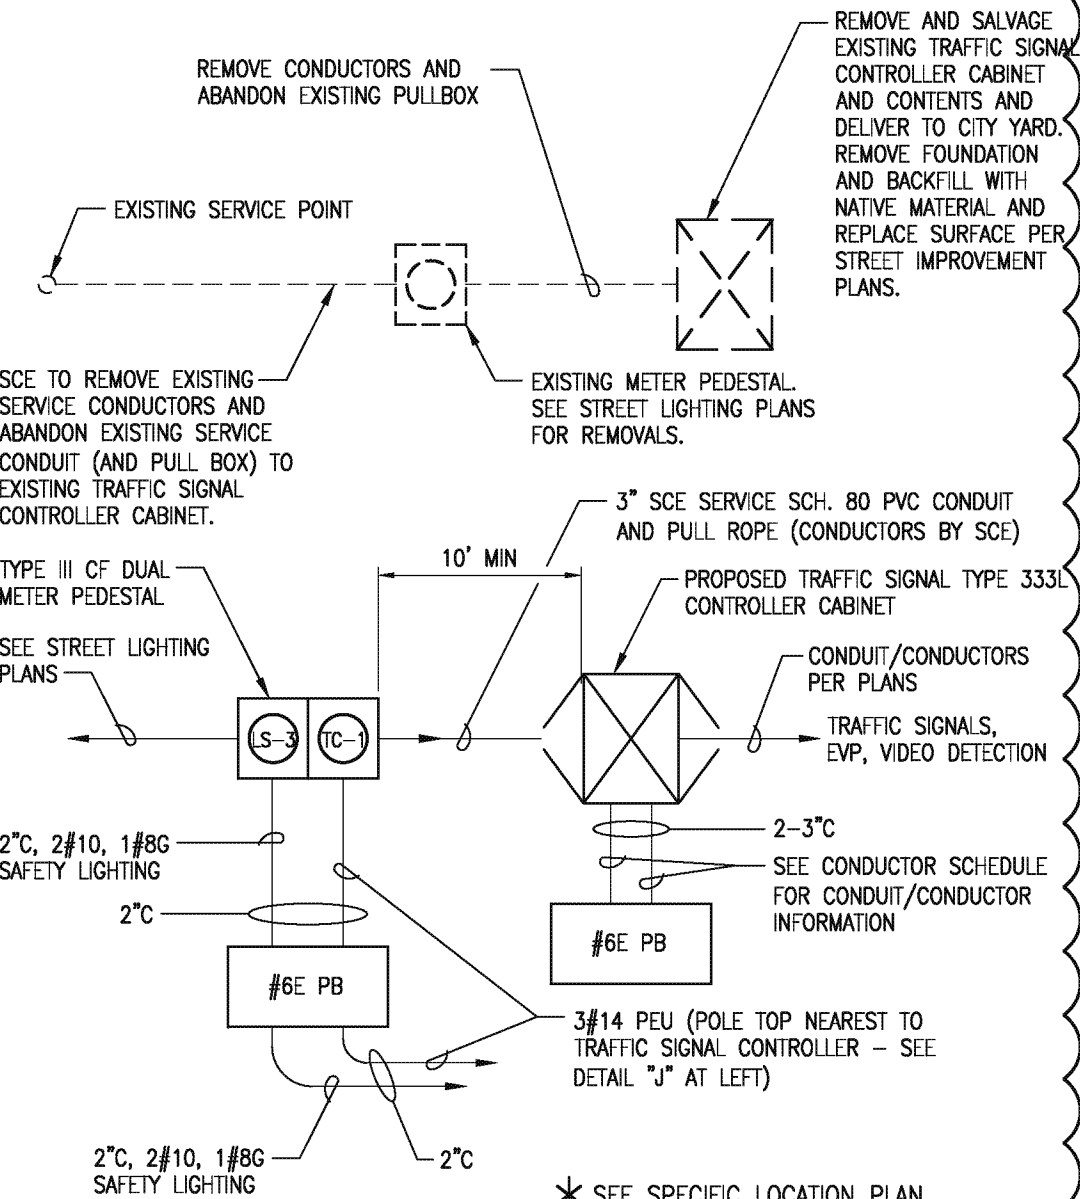 REMOVE AND SALVAGE
EXISTING TRAFFIC SIGNAL
CONTROLLER CABINET
AND CONTENTS AND
DELIVER TO CITY YARD.
REMOVE FOUNDATION
AND BACKFILL WITH
NATIVE MATERIAL AND
REPLACE SURFACE PER
STREET IMPROVEMENT
PLANS.
REMOVE CONDUCTORS AND
ABANDON EXISTING PULLBOX
EXISTING SERVICE POINT
SCE TO REMOVE EXISTING
SERVICE CONDUCTORS AND
ABANDON EXISTING SERVICE
CONDUIT (AND PULL BOX) TO
EXISTING TRAFFIC SIGNAL
CONTROLLER CABINET.
EXISTING METER PEDESTAL.
SEE STREET LIGHTING PLANS
FOR REMOVALS.
3" SCE SERVICE SCH. 80 PVC CONDUIT
AND PULL ROPE (CONDUCTORS BY SCE)
10' MIN
TYPE III CF DUAL
METER PEDESTAL
PROPOSED TRAFFIC SIGNAL TYPE 333L
CONTROLLER CABINET
SEE STREET LIGHTING
PLANS
CONDUIT/CONDUCTORS
PER PLANS
LS-3
TC-1
TRAFFIC SIGNALS,
EVP, VIDEO DETECTION
2"C, 2#10, 1#8G
SAFETY LIGHTING
2-3"C
SEE CONDUCTOR SCHEDULE
FOR CONDUIT/CONDUCTOR
INFORMATION
2"C
#6E PB
#6E PB
3#14 PEU (POLE TOP NEAREST TO
TRAFFIC SIGNAL CONTROLLER - SEE
DETAIL "J" AT LEFT)
2"C, 2#10, 1#8G
SAFETY LIGHTING
2"C
* SEE SPECIFIC LOCATION PLAN